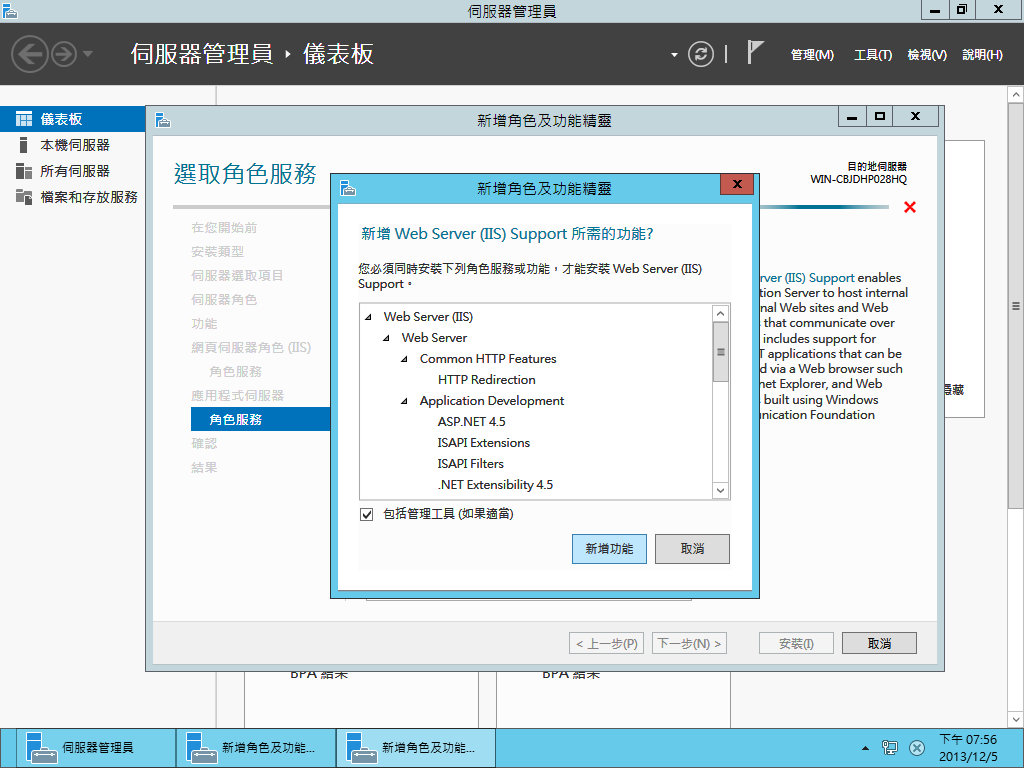 伺服器管理員
伺服器管理員 ‣ 儀表板
管理(M) 工具(T) 檢視(V) 說明(H)
儀表板
本機伺服器
所有伺服器
檔案和存放服務
新增角色及功能精靈
選取角色服務
目的地伺服器
WIN-CBJDHP028HQ
在您開始前
安裝類型
伺服器選取項目
伺服器角色
功能
網頁伺服器角色 (IIS)
角色服務
應用程式伺服器
角色服務
確認
結果
新增角色及功能精靈
新增 Web Server (IIS) Support 所需的功能?
您必須同時安裝下列角色服務或功能，才能安裝 Web Server (IIS)
Support。
Web Server (IIS)
Web Server
Common HTTP Features
HTTP Redirection
Application Development
ASP.NET 4.5
ISAPI Extensions
ISAPI Filters
.NET Extensibility 4.5
包括管理工具 (如果適當)
新增功能 取消
(IIS) Support enables
Server to host internal
Web sites and Web
that communicate over
includes support for
applications that can be
via a Web browser such
Explorer, and Web
built using Windows
Foundation
< 上一步(P) 下一步(N) > 安裝(I) 取消
BPA 結果 BPA 結果
伺服器管理員 新增角色及功能... 新增角色及功能...
下午 07:56
2013/12/5